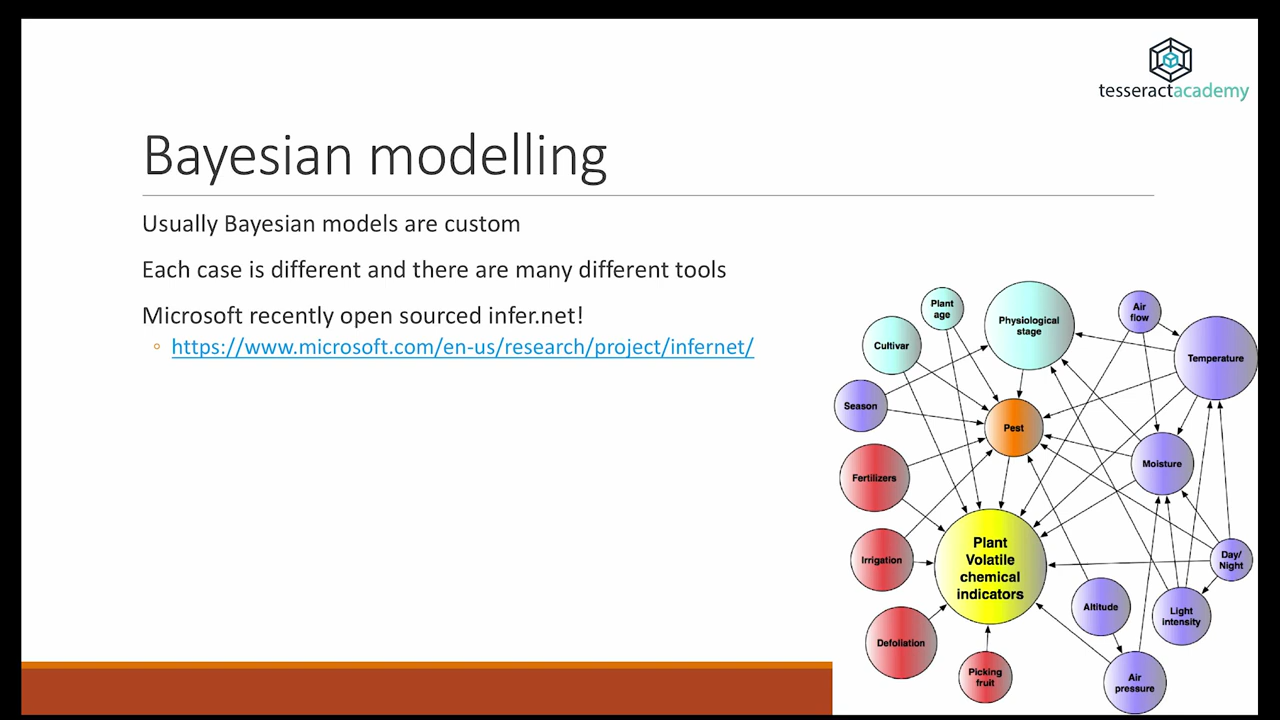 tesseractacademy
Bayesian modelling
Usually Bayesian models are custom
Each case is different and there are many different tools
Microsoft recently open sourced infer.net!
https://www.microsoft.com/en-us/research/project/infernet/
Plant
age
Physiological
stage
Air
flow
Cultivar
Temperature
Season
Pest
Moisture
Fertilizers
Plant
Volatile
chemical
indicators
Irrigation
Day/
Night
Altitude
Light
intensity
Defoliation
Picking
fruit
Air
pressure